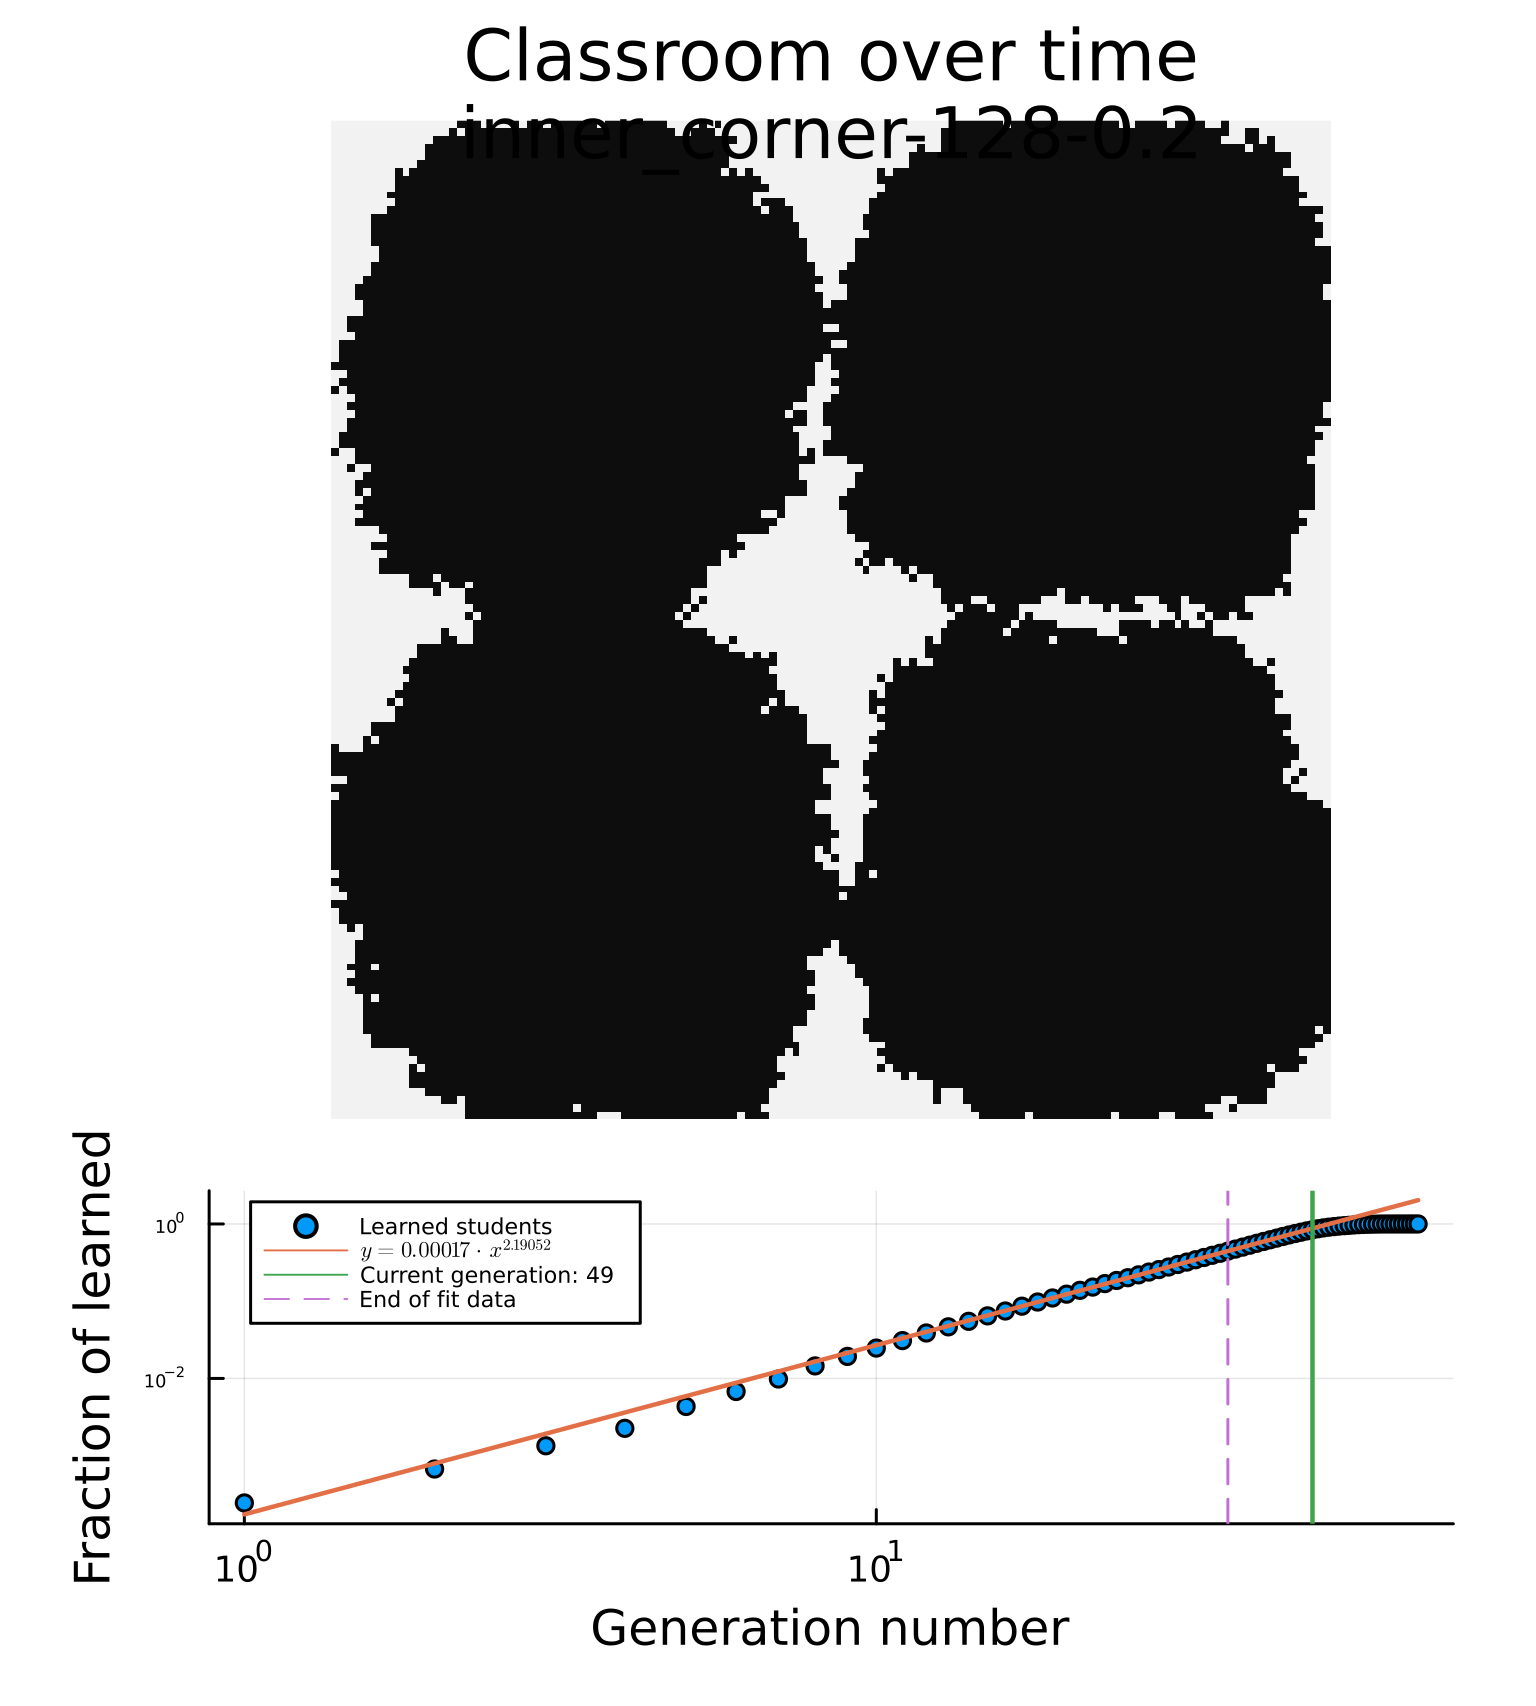 Classroom over time
inner_corner-128-0.2
Fraction of learned
10⁰
10⁻²
Learned students
y = 0.00017 · x^2.19052
Current generation: 49
End of fit data
10⁰
10¹
Generation number